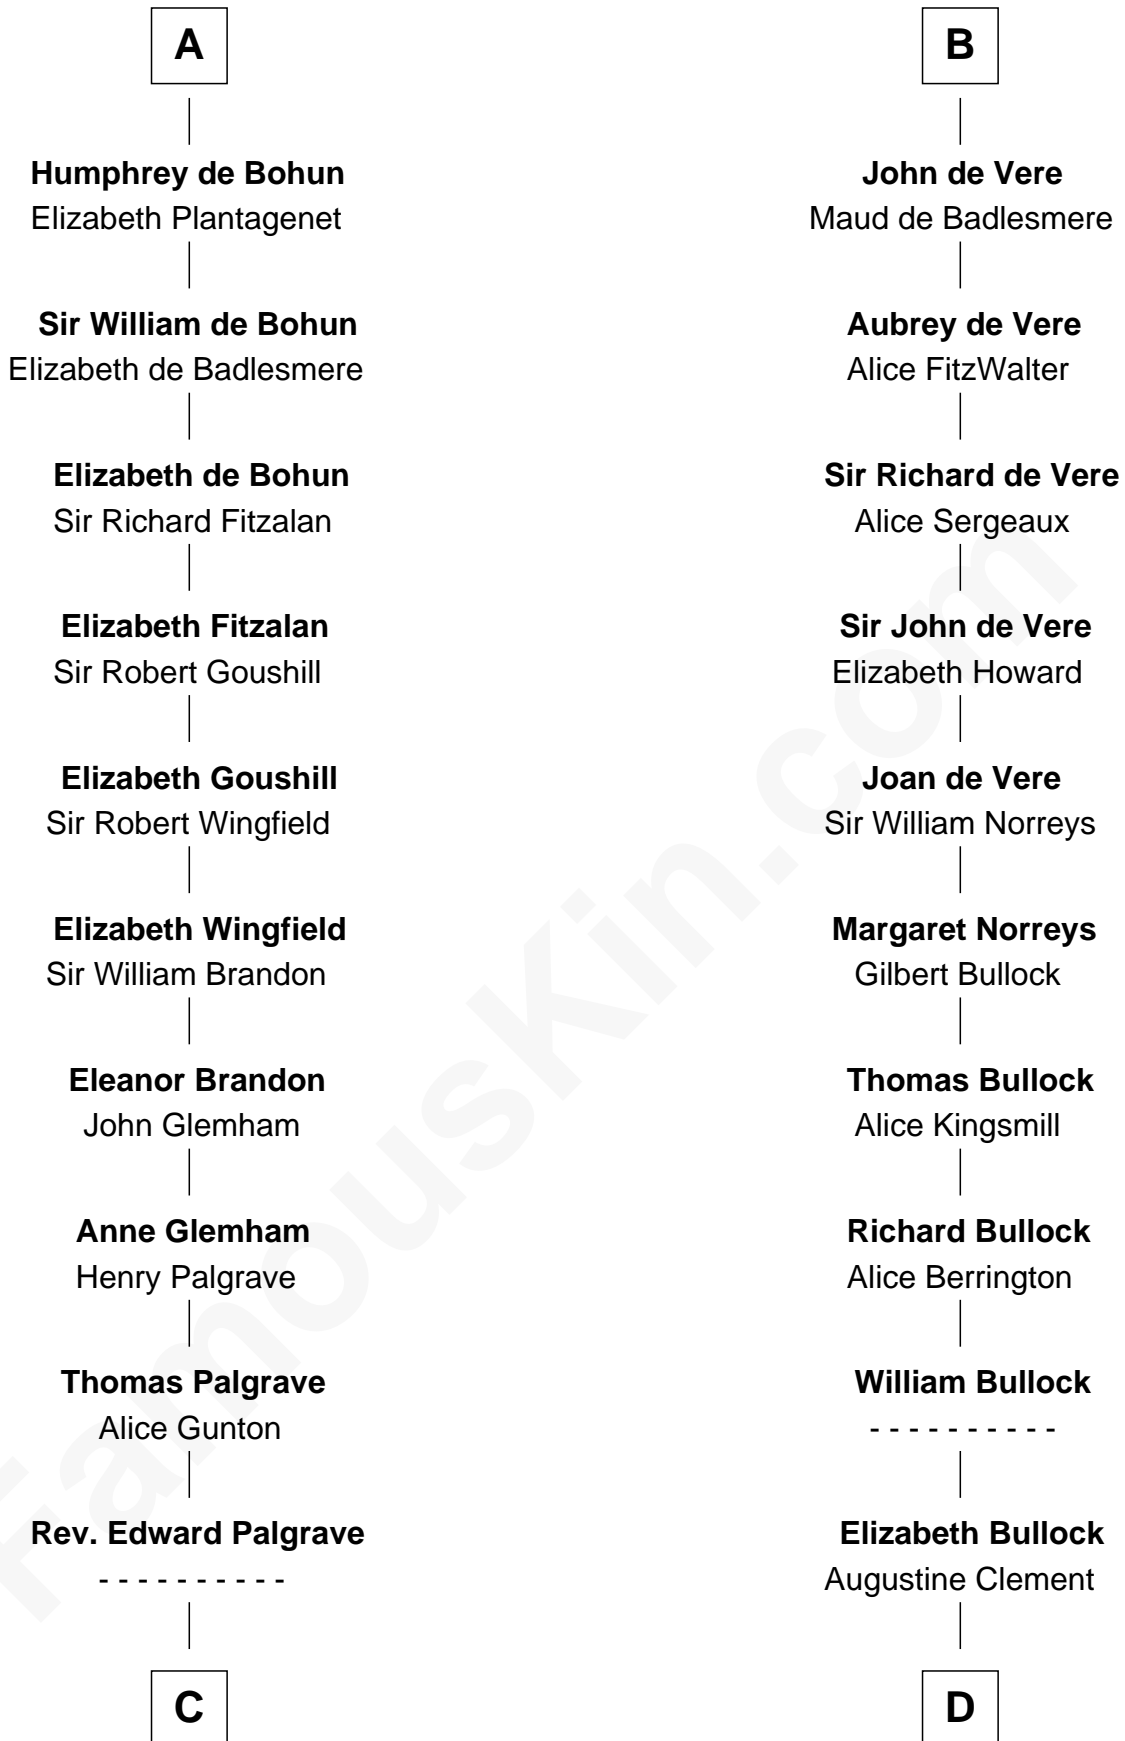 A
Humphrey de Bohun
Elizabeth Plantagenet
Sir William de Bohun
Elizabeth de Badlesmere
Elizabeth de Bohun
Sir Richard Fitzalan
Elizabeth Fitzalan
Sir Robert Goushill
Elizabeth Goushill
Sir Robert Wingfield
Elizabeth Wingfield
Sir William Brandon
Eleanor Brandon
John Glemham
Anne Glemham
Henry Palgrave
Thomas Palgrave
Alice Gunton
Rev. Edward Palgrave
- - - - - - - - - -
C
B
John de Vere
Maud de Badlesmere
Aubrey de Vere
Alice FitzWalter
Sir Richard de Vere
Alice Sergeaux
Sir John de Vere
Elizabeth Howard
Joan de Vere
Sir William Norreys
Margaret Norreys
Gilbert Bullock
Thomas Bullock
Alice Kingsmill
Richard Bullock
Alice Berrington
William Bullock
- - - - - - - - - -
Elizabeth Bullock
Augustine Clement
D
FamousKin.com